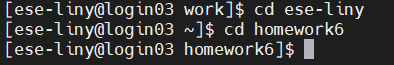 [ese-liny@login03 work]$ cd ese-liny
[ese-liny@login03 ~]$ cd homework6
[ese-liny@login03 homework6]$